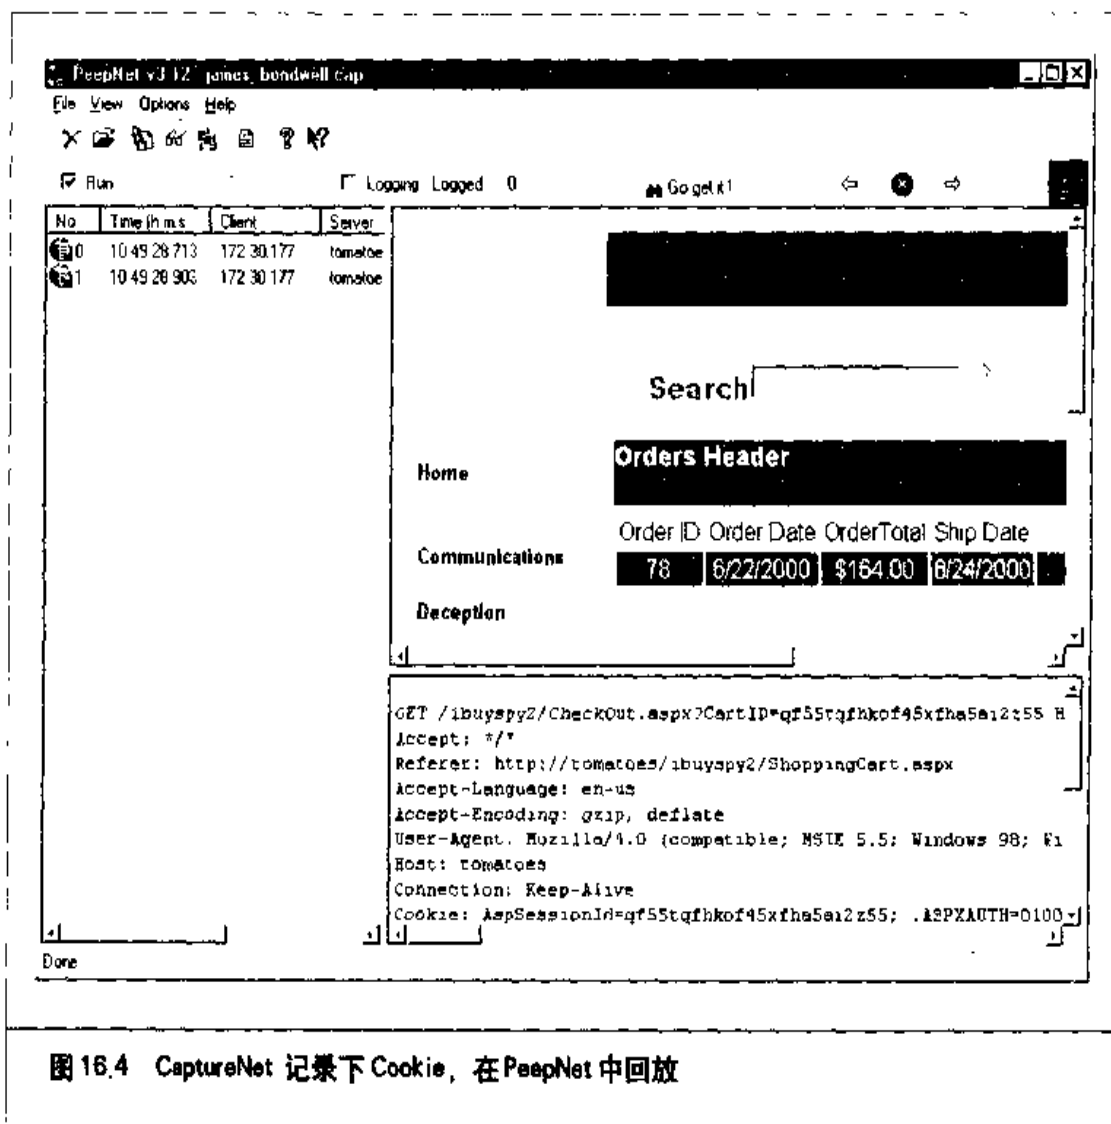 PeepNet v3.12 james_bondwell cap
File View Options Help
Run
Logging Logged 0
Go get it!
No Time (h m s Client Server
0 10 49 28 713 172 30.177 tomatoe
1 10 49 28 903 172 30 177 tomatoe
Search
Orders Header
Home
Order ID Order Date OrderTotal Ship Date
Communications
78 6/22/2000 $164.00 6/24/2000
Deception
GET /ibuyspy2/CheckOut.aspx?CartID=qf55tqfhkof45xfha5ai2z55 H
Accept: */*
Referer: http://tomatoes/ibuyspy2/ShoppingCart.aspx
Accept-Language: en-us
Accept-Encoding: gzip, deflate
User-Agent. Mozilla/4.0 (compatible; MSIE 5.5; Windows 98; Wi
Host: tomatoes
Connection: Keep-Alive
Cookie: AspSessionId=qf55tqfhkof45xfha5ai2z55; .ASPXAUTH=0100
Done
图 16.4 CaptureNet 记录下 Cookie，在 PeepNet 中回放